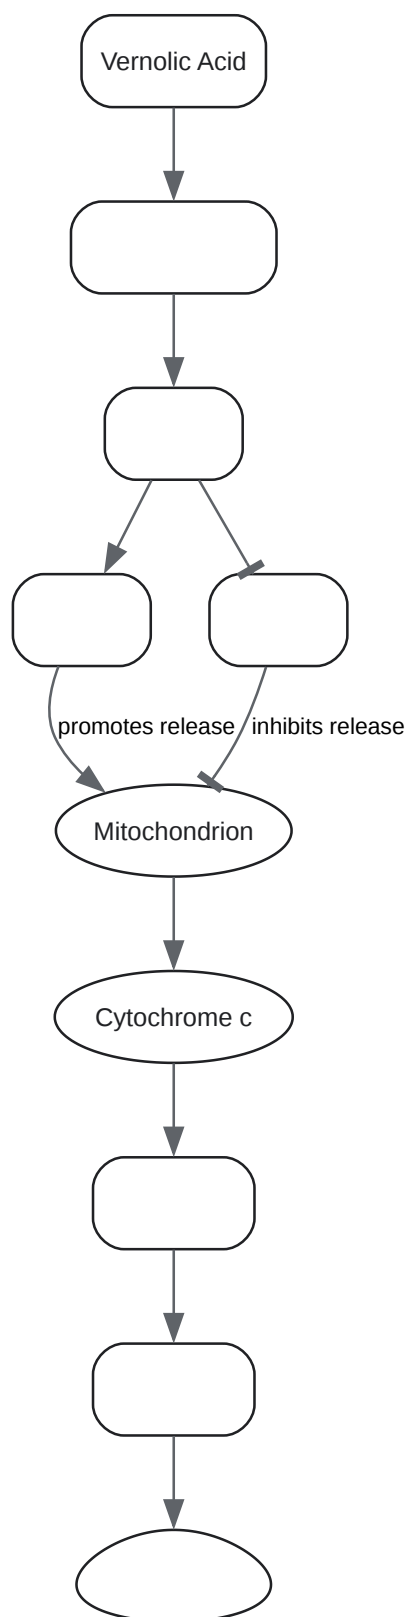 Vernolic Acid
promotes release
inhibits release
Mitochondrion
Cytochrome c